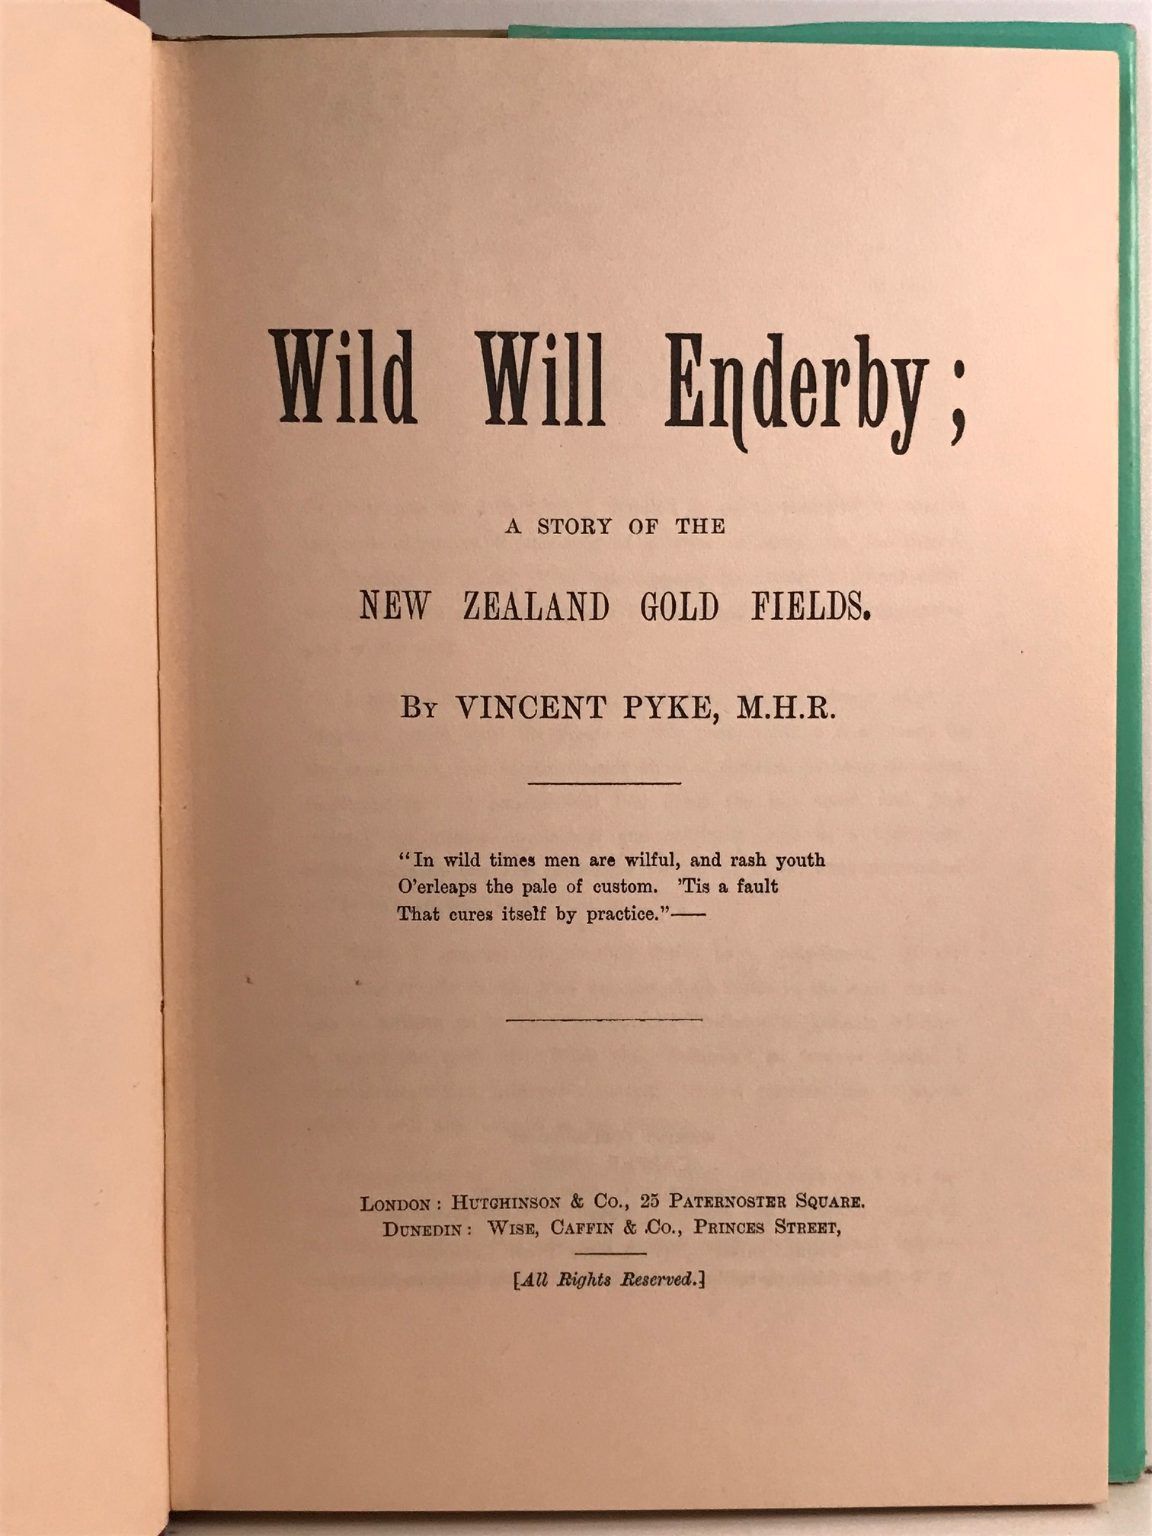 Wild Will Enderby;
A STORY OF THE
NEW ZEALAND GOLD FIELDS.
BY VINCENT PYKE, M.H.R.
"In wild times men are wilful, and rash youth
O'erleaps the pale of custom. 'Tis a fault
That cures itself by practice."——
LONDON: HUTCHINSON & CO., 25 PATERNOSTER SQUARE.
DUNEDIN: WISE, CAFFIN & CO., PRINCES STREET,
[All Rights Reserved.]